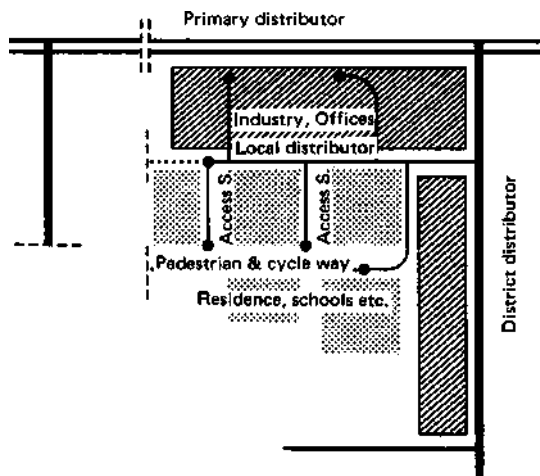 Primary distributor
Industry, Offices
Local distributor
Access S.
Access S.
Pedestrian & cycle way
Residence, schools etc.
District distributor